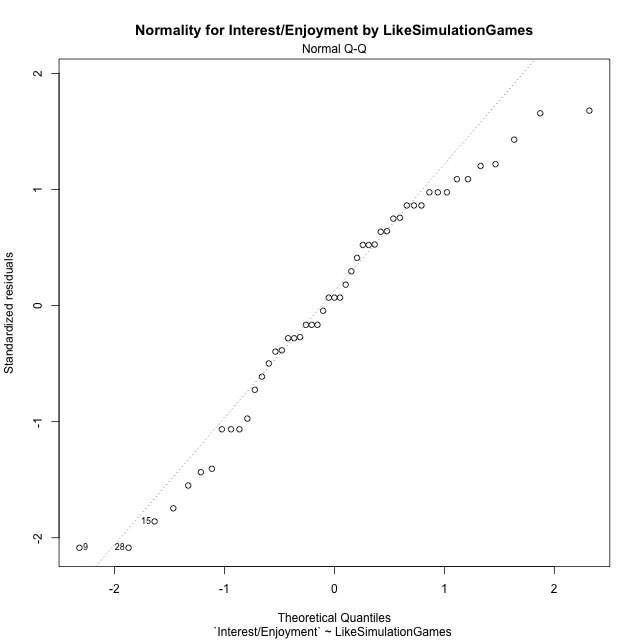 Normality for Interest/Enjoyment by LikeSimulationGames
Normal Q-Q
2
1
0
-1
-2
Standardized residuals
15
9
28
-2 -1 0 1 2
Theoretical Quantiles
`Interest/Enjoyment` ~ LikeSimulationGames